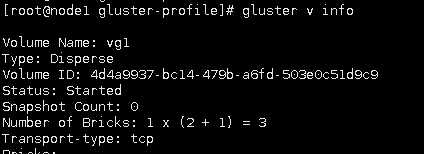 [root@node1 gluster-profile]# gluster v info
Volume Name: vg1
Type: Disperse
Volume ID: 4d4a9937-bc14-479b-a6fd-503e0c51d9c9
Status: Started
Snapshot Count: 0
Number of Bricks: 1 x (2 + 1) = 3
Transport-type: tcp
Bricks: